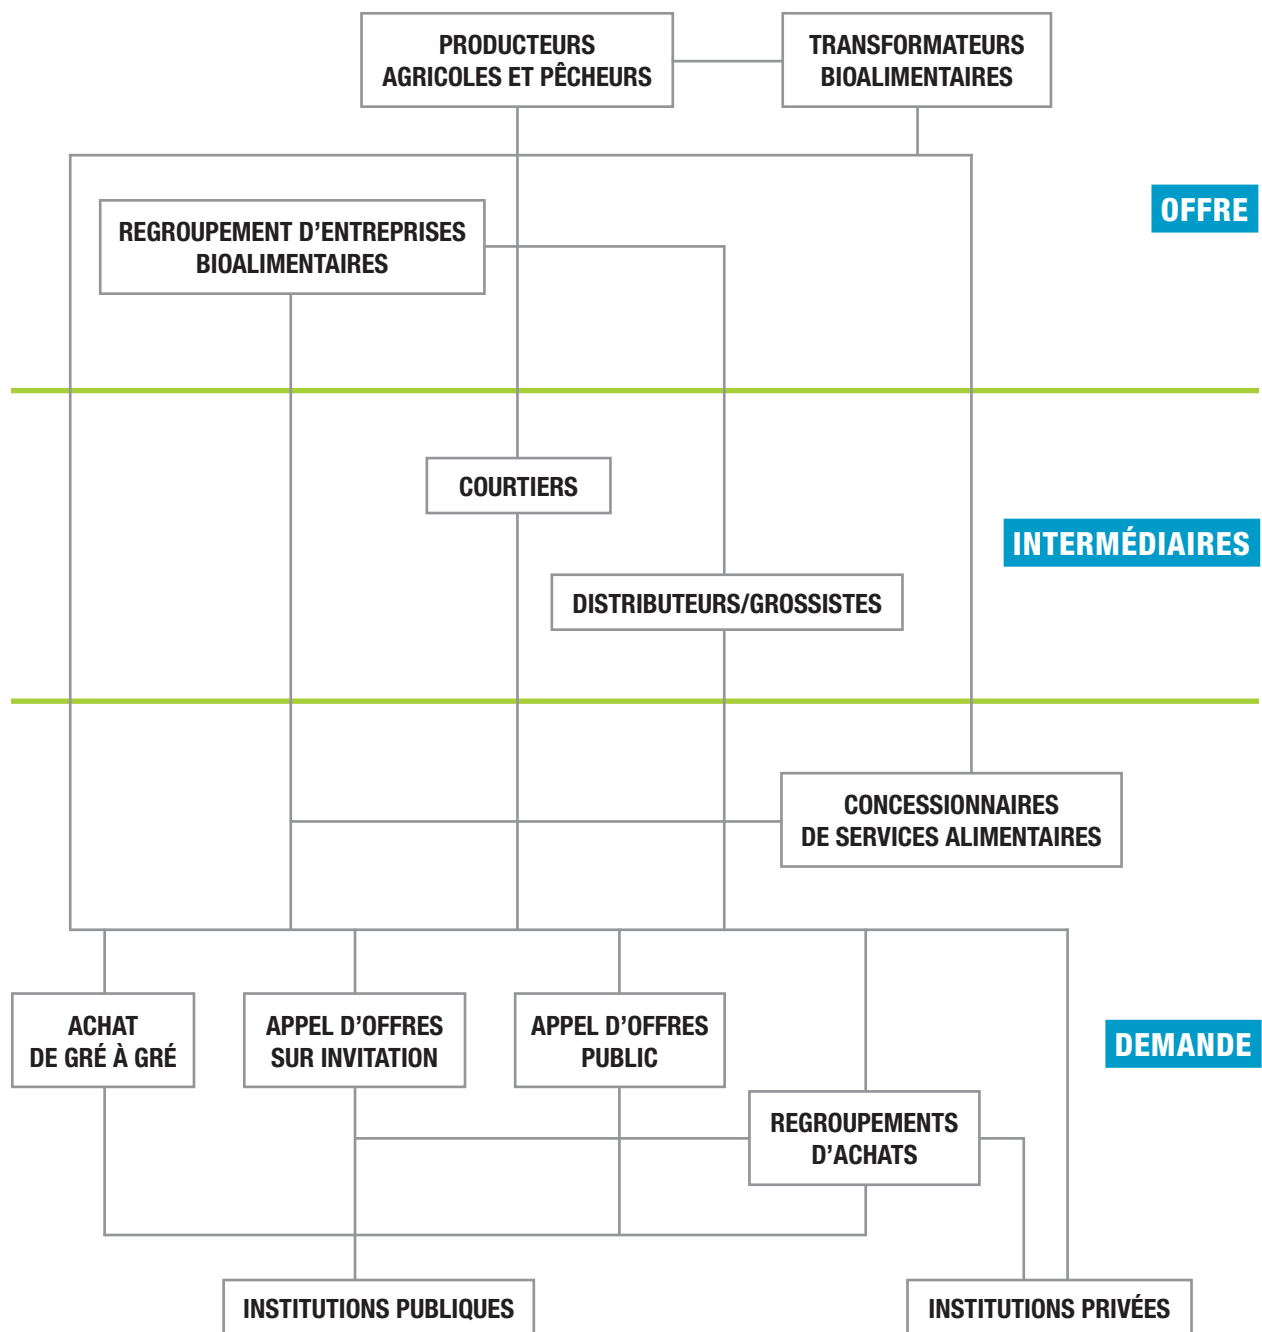 PRODUCTEURS
AGRICOLES ET PÊCHEURS
TRANSFORMATEURS
BIOALIMENTAIRES
OFFRE
REGROUPEMENT D’ENTREPRISES
BIOALIMENTAIRES
COURTIERS
INTERMÉDIAIRES
DISTRIBUTEURS/GROSSISTES
CONCESSIONNAIRES
DE SERVICES ALIMENTAIRES
ACHAT
DE GRÉ À GRÉ
APPEL D’OFFRES
SUR INVITATION
APPEL D’OFFRES
PUBLIC
DEMANDE
REGROUPEMENTS
D’ACHATS
INSTITUTIONS PUBLIQUES
INSTITUTIONS PRIVÉES